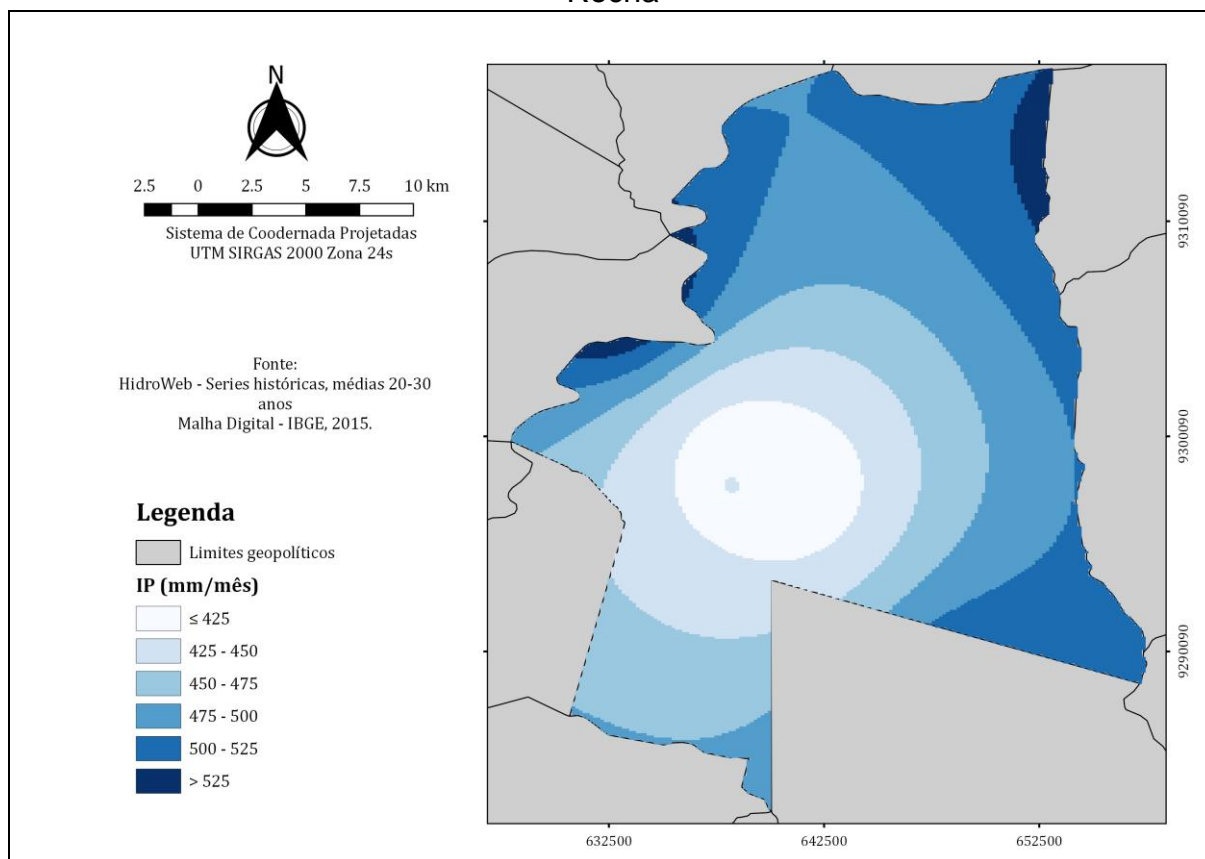 Rocha
N
2.5 0 2.5 5 7.5 10 km
Sistema de Coodernada Projetadas
UTM SIRGAS 2000 Zona 24s
Fonte:
HidroWeb - Series históricas, médias 20-30
anos
Malha Digital - IBGE, 2015.
Legenda
Limites geopolíticos
IP (mm/mês)
≤ 425
425 - 450
450 - 475
475 - 500
500 - 525
> 525
9310090
9300090
9290090
632500 642500 652500